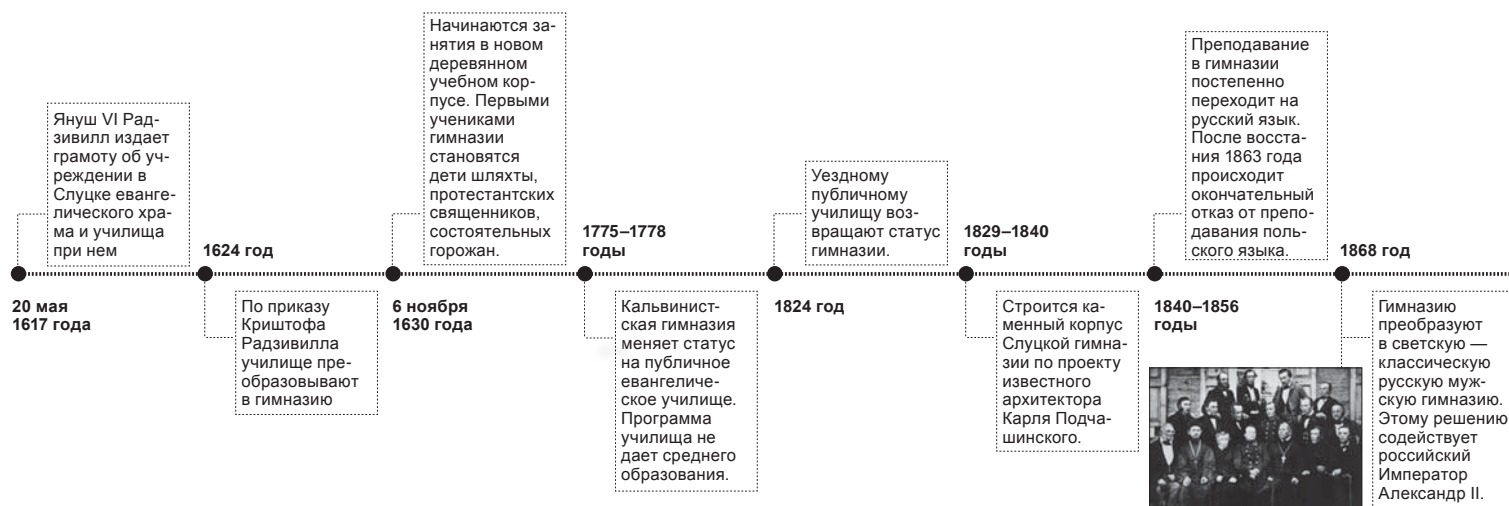 Януш VI Рад-
зивилл издает
грамоту об уч-
реждении в
Слуцке еванге-
лического хра-
ма и училища
при нем
20 мая
1617 года
1624 год
По приказу
Криштофа
Радзивилла
училище пре-
образовывают
в гимназию
Начинаются за-
нятия в новом
деревянном
учебном кор-
пусе. Первыми
учениками
гимназии
становятся
дети шляхты,
протестантских
священников,
состоятельных
горожан.
6 ноября
1630 года
1775–1778
годы
Кальвинист-
ская гимназия
меняет статус
на публичное
евангеличе-
ское училище.
Программа
училища не
дает среднего
образования.
Уездному
публичному
училищу воз-
вращают статус
гимназии.
1824 год
1829–1840
годы
Строится ка-
менный корпус
Слуцкой гимна-
зии по проекту
известного
архитектора
Карля Подча-
шинского.
Преподавание
в гимназии
постепенно
переходит на
русский язык.
После восста-
ния 1863 года
происходит
окончательный
отказ от препо-
давания поль-
ского языка.
1840–1856
годы
1868 год
Гимназию
преобразуют
в светскую —
классическую
русскую муж-
скую гимназию.
Этому решению
содействует
российский
Император
Александр II.